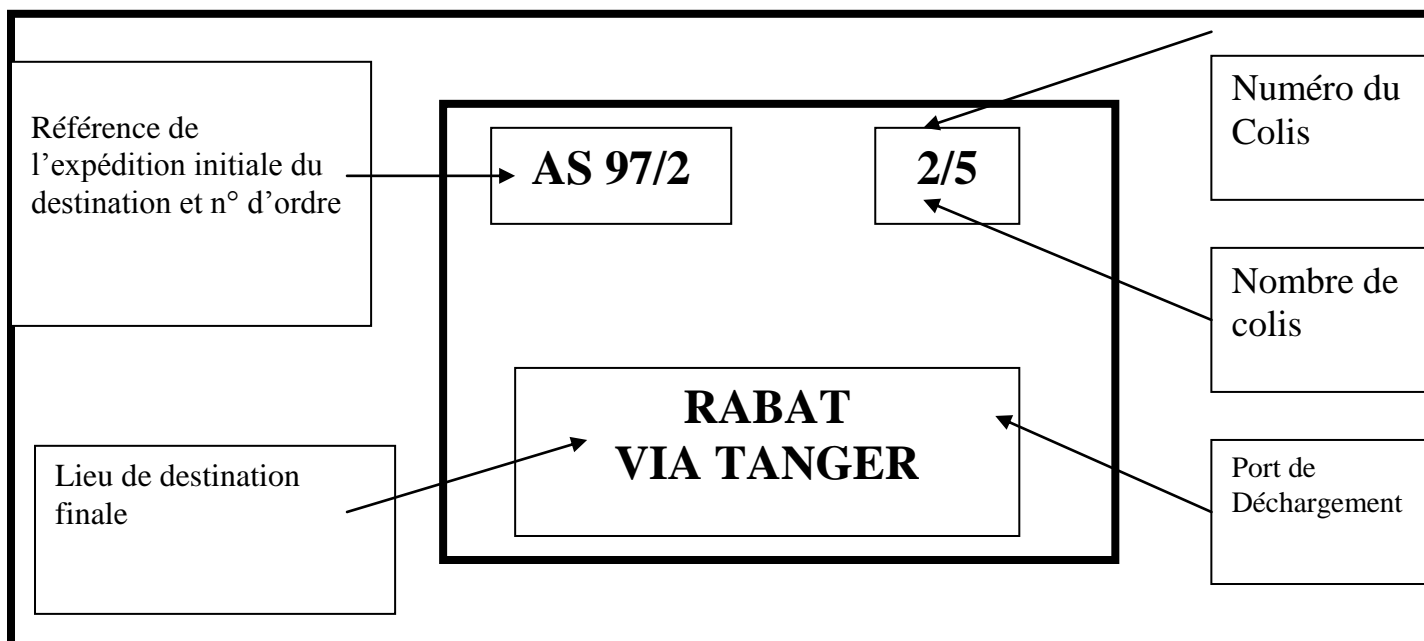 Référence de
l’expédition initiale du
destination et n° d’ordre
AS 97/2
2/5
Numéro du
Colis
Nombre de
colis
RABAT
VIA TANGER
Lieu de destination
finale
Port de
Déchargement